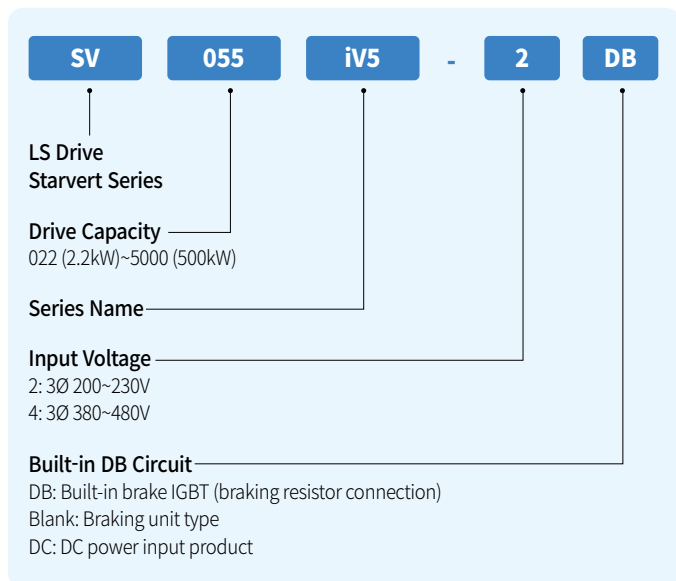 SV 055 iV5 - 2 DB
LS Drive
Starvert Series
Drive Capacity
022 (2.2kW)~5000 (500kW)
Series Name
Input Voltage
2: 3Ø 200~230V
4: 3Ø 380~480V
Built-in DB Circuit
DB: Built-in brake IGBT (braking resistor connection)
Blank: Braking unit type
DC: DC power input product